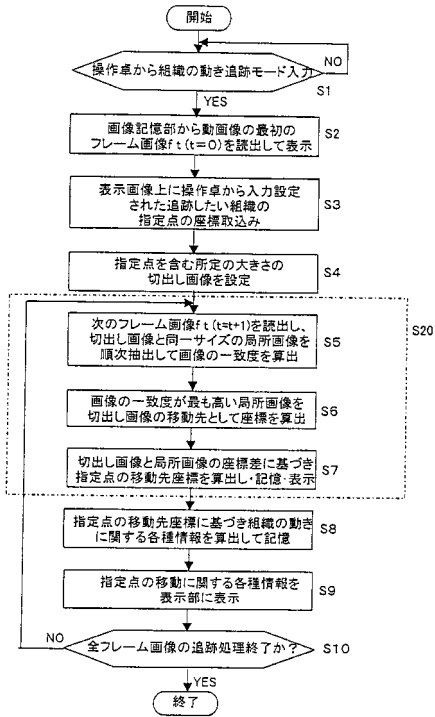 開始
操作卓から組織の動き追跡モード入力
NO
S1
YES
画像記憶部から動画像の最初の
フレーム画像ft(t=0)を読出して表示
S2
表示画像上に操作卓から入力設定
された追跡したい組織の
指定点の座標取込み
S3
指定点を含む所定の大きさの
切出し画像を設定
S4
S20
次のフレーム画像ft(t=t+1)を読出し、
切出し画像と同一サイズの局所画像を
順次抽出して画像の一致度を算出
S5
画像の一致度が最も高い局所画像を
切出し画像の移動先として座標を算出
S6
切出し画像と局所画像の座標差に基づき
指定点の移動先座標を算出し・記憶・表示
S7
指定点の移動先座標に基づき組織の動き
に関する各種情報を算出して記憶
S8
指定点の移動に関する各種情報を
表示部に表示
S9
NO
全フレーム画像の追跡処理終了か?
S10
YES
終了